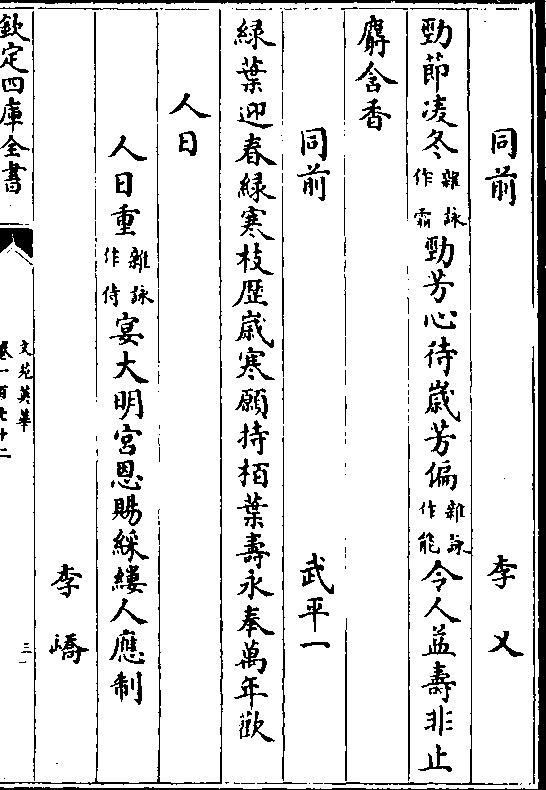 同前 李乂
勁節凌冬雜詠作霜勁芳心待歲芳偏雜詠作能令人益壽非止
麝含香
同前 武平一
緑葉迎春緑寒枝歴歳寒願持栢葉壽永奉萬年歡
人日
人日重雜詠作侍宴大明宮恩賜綵縷人應制
李嶠
欽定四庫全書
文苑英華
卷一百七十二
三